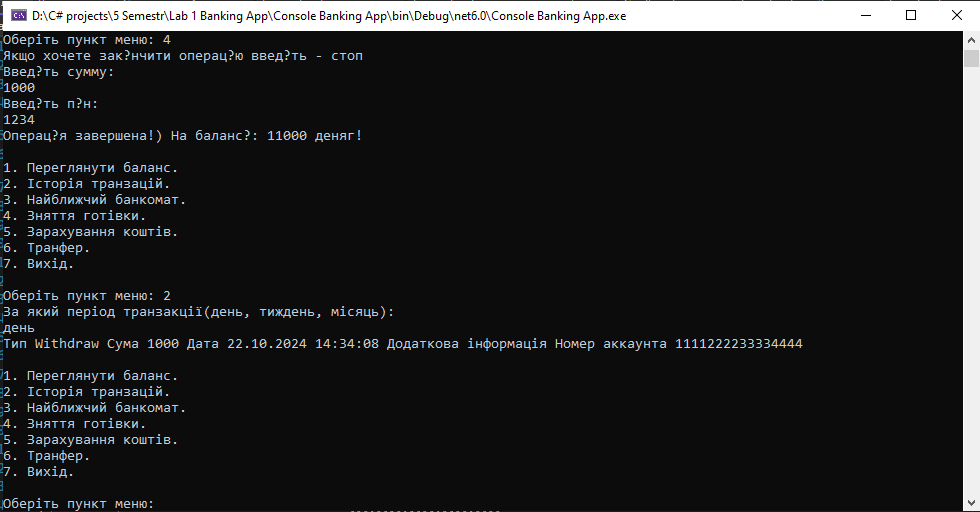 D:\C# projects\5 Semestr\Lab 1 Banking App\Console Banking App\bin\Debug\net6.0\Console Banking App.exe
Оберіть пункт меню: 4
Якщо хочете зак?нчити операц?ю введ?ть - стоп
Введ?ть сумму:
1000
Введ?ть п?н:
1234
Операц?я завершена!) На баланс?: 11000 деняг!
1. Переглянути баланс.
2. Історія транзацій.
3. Найближчий банкомат.
4. Зняття готівки.
5. Зарахування коштів.
6. Транфер.
7. Вихід.
Оберіть пункт меню: 2
За який період транзакції(день, тиждень, місяць):
день
Тип Withdraw Сума 1000 Дата 22.10.2024 14:34:08 Додаткова інформація Номер аккаунта 1111222233334444
1. Переглянути баланс.
2. Історія транзацій.
3. Найближчий банкомат.
4. Зняття готівки.
5. Зарахування коштів.
6. Транфер.
7. Вихід.
Оберіть пункт меню: